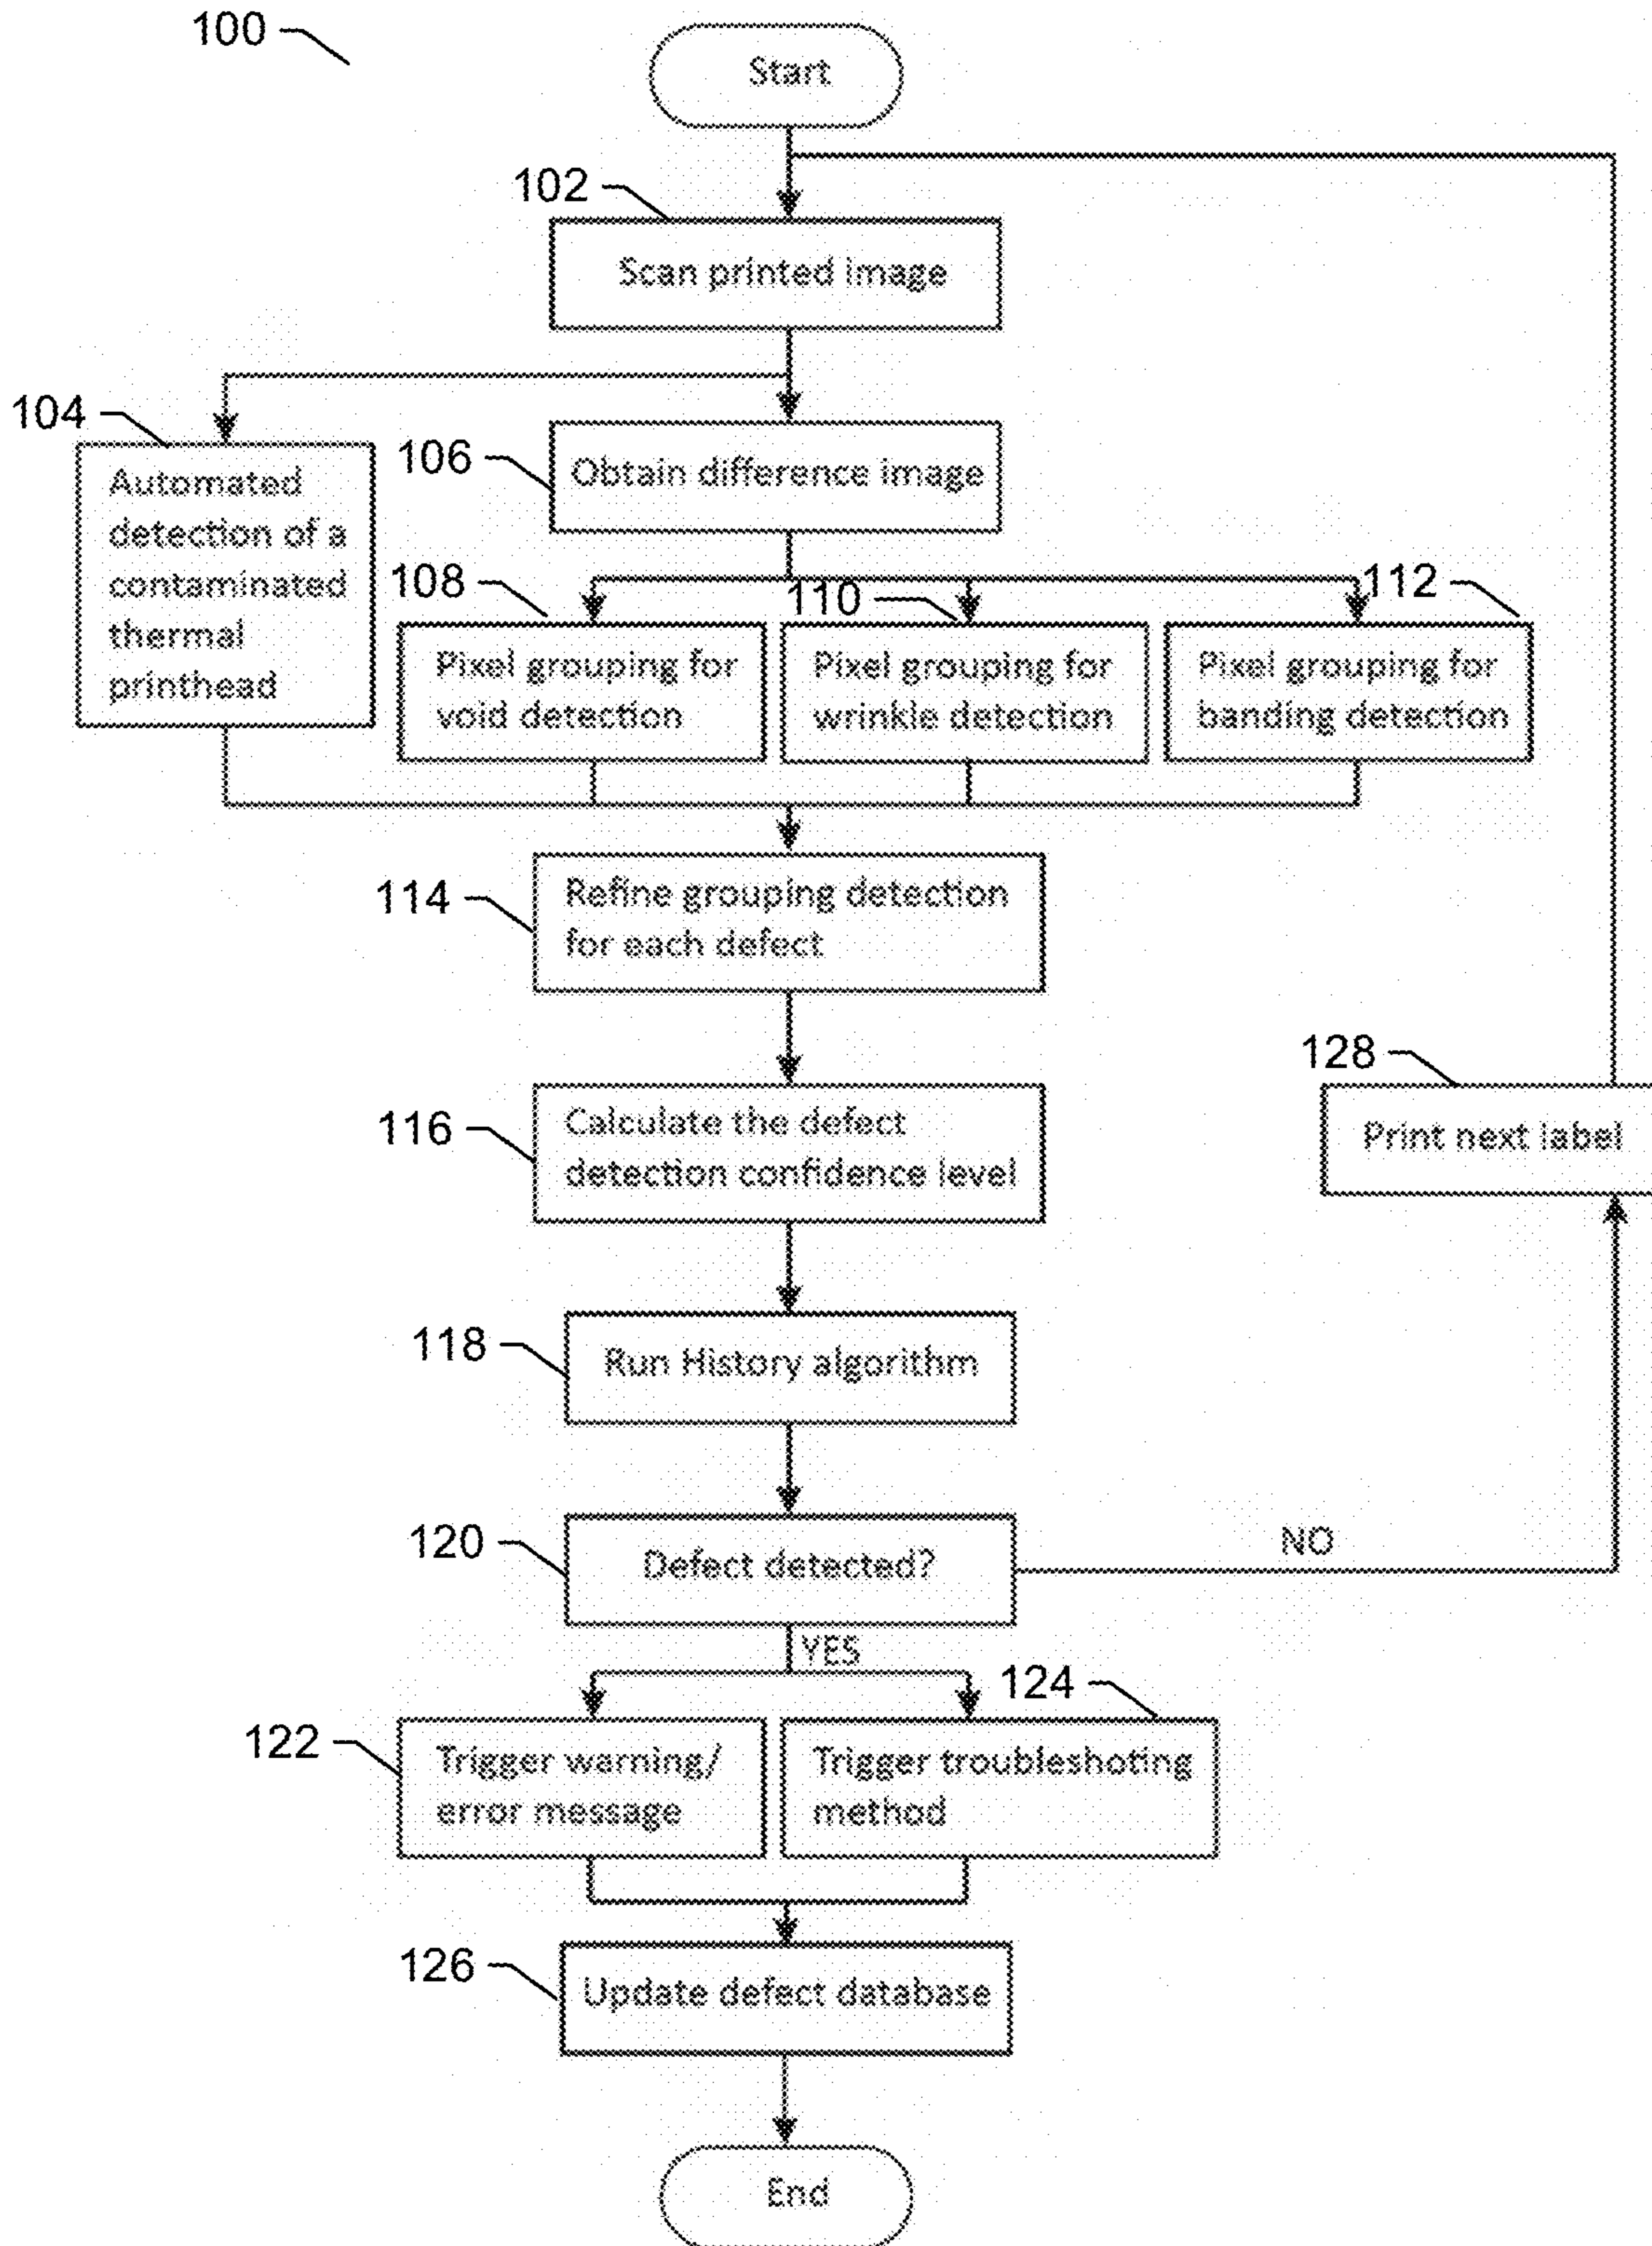 100
Start
102
Scan printed image
104
Automated
detection of a
contaminated
thermal
printhead
106
Obtain difference image
108
Pixel grouping for
void detection
110
Pixel grouping for
wrinkle detection
112
Pixel grouping for
banding detection
114
Refine grouping detection
for each defect
116
Calculate the defect
detection confidence level
128
Print next label
118
Run History algorithm
120
Defect detected?
NO
YES
122
Trigger warning/
error message
124
Trigger troubleshoting
method
126
Update defect database
End